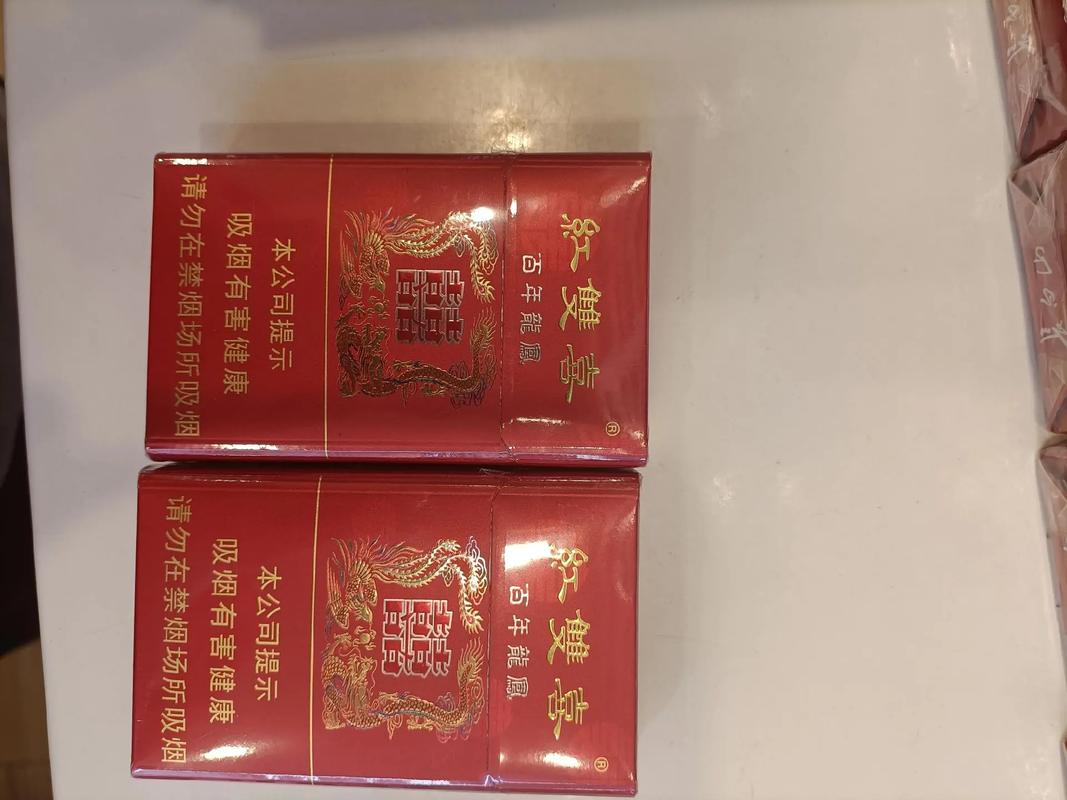 紅雙喜®
百年龍鳳
囍
本公司提示
吸烟有害健康
请勿在禁烟场所吸烟
紅雙喜®
百年龍鳳
囍
本公司提示
吸烟有害健康
请勿在禁烟场所吸烟